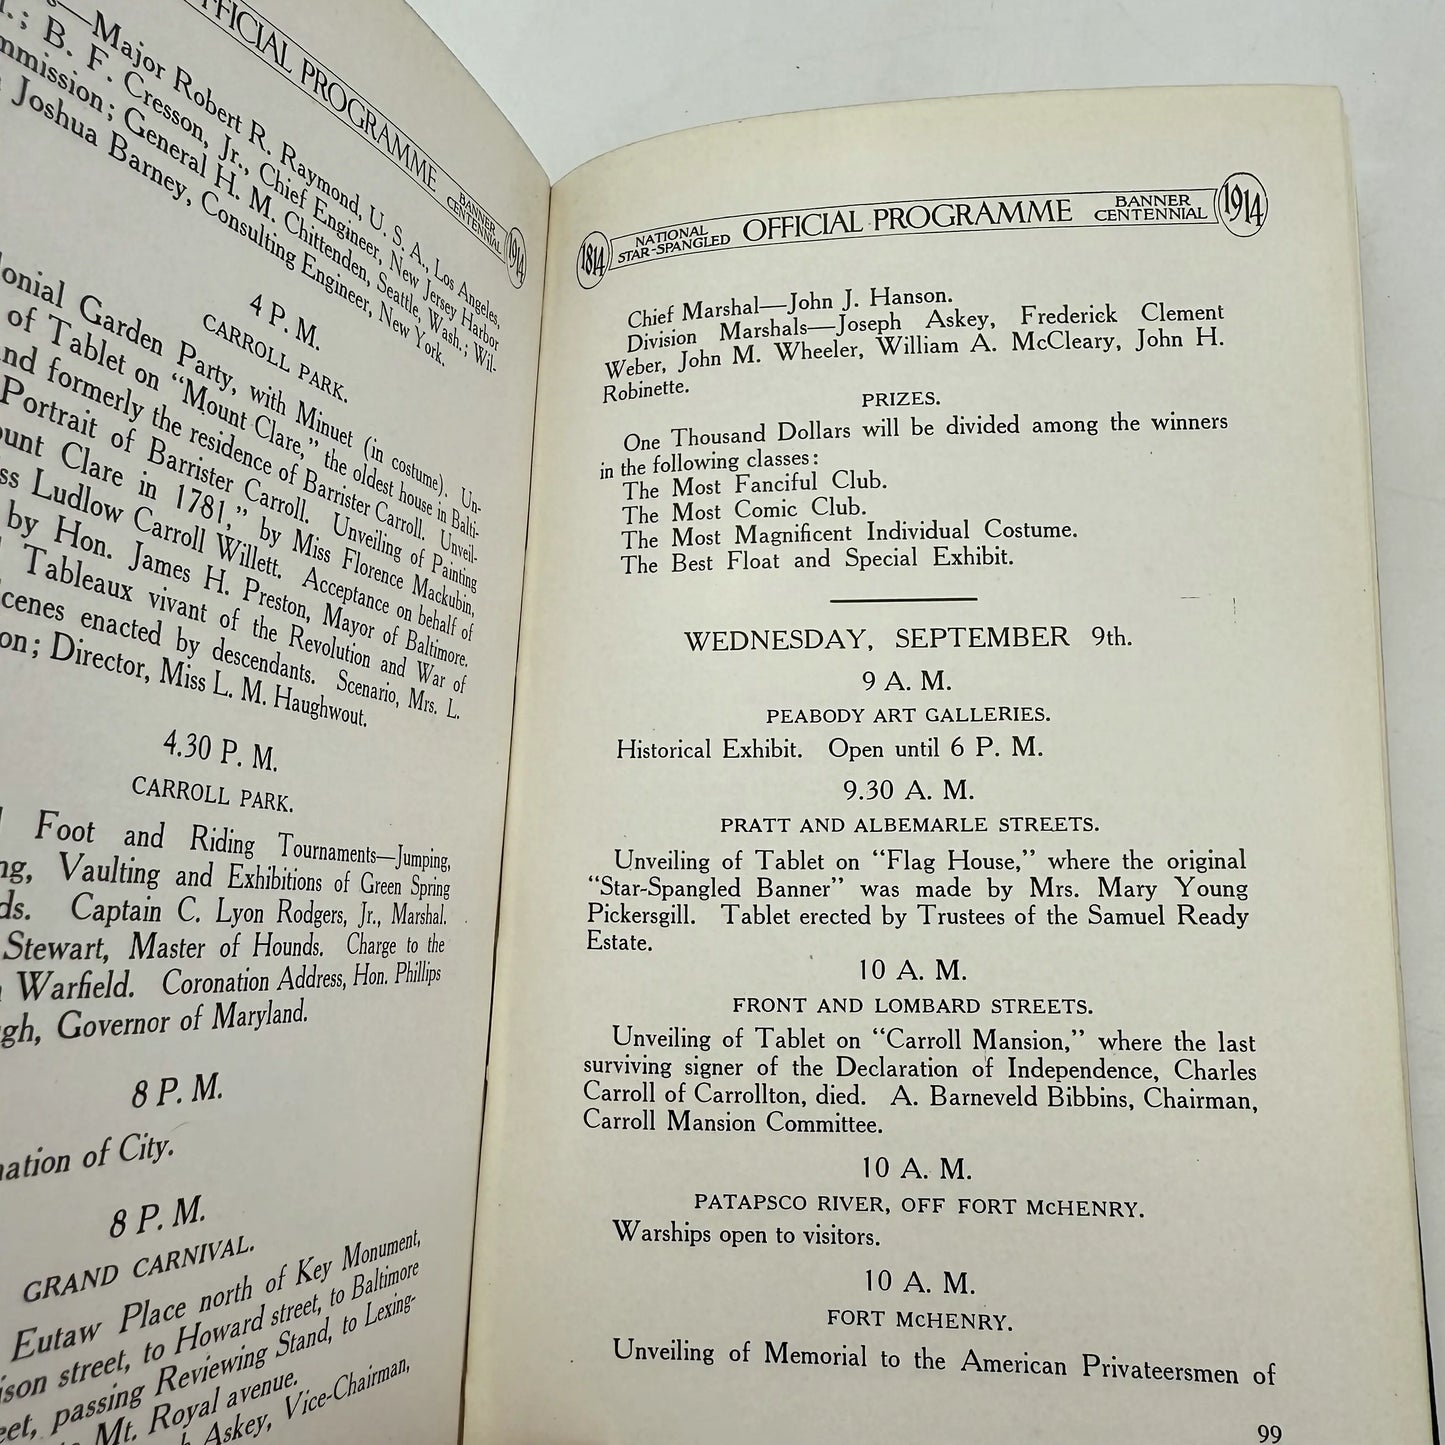 OFFICIAL PROGRAMME BANNER CENTENNIAL 1914
Major Robert R. Raymond, U. S. A., Los Angeles,
B. F. Cresson, Jr., Chief Engineer, New Jersey Harbor
General H. M. Chittenden, Seattle, Wash.; Wil-
Joshua Barney, Consulting Engineer, New York.
4 P. M.
CARROLL PARK.
Garden Party, with Minuet (in costume). Un-
of Tablet on "Mount Clare," the oldest house in Balti-
formerly the residence of Barrister Carroll. Unveil-
Portrait of Barrister Carroll. Unveiling of Painting
Clare in 1781," by Miss Florence Mackubin,
Ludlow Carroll Willett. Acceptance on behalf of
by Hon. James H. Preston, Mayor of Baltimore.
Tableaux vivant of the Revolution and War of
enacted by descendants. Scenario, Mrs. L.
Director, Miss L. M. Haughwout.
4.30 P. M.
CARROLL PARK.
Foot and Riding Tournaments—Jumping,
Vaulting and Exhibitions of Green Spring
Captain C. Lyon Rodgers, Jr., Marshal.
Stewart, Master of Hounds. Charge to the
Warfield. Coronation Address, Hon. Phillips
Governor of Maryland.
8 P. M.
of City.
8 P. M.
GRAND CARNIVAL.
Eutaw Place north of Key Monument,
street, to Howard street, to Baltimore
passing Reviewing Stand, to Lexing-
Mt. Royal avenue.
Askey, Vice-Chairman,
1814 NATIONAL STAR-SPANGLED OFFICIAL PROGRAMME BANNER CENTENNIAL 1914
Chief Marshal—John J. Hanson.
Division Marshals—Joseph Askey, Frederick Clement
Weber, John M. Wheeler, William A. McCleary, John H.
Robinette.
PRIZES.
One Thousand Dollars will be divided among the winners
in the following classes:
The Most Fanciful Club.
The Most Comic Club.
The Most Magnificent Individual Costume.
The Best Float and Special Exhibit.
WEDNESDAY, SEPTEMBER 9th.
9 A. M.
PEABODY ART GALLERIES.
Historical Exhibit. Open until 6 P. M.
9.30 A. M.
PRATT AND ALBEMARLE STREETS.
Unveiling of Tablet on "Flag House," where the original
"Star-Spangled Banner" was made by Mrs. Mary Young
Pickersgill. Tablet erected by Trustees of the Samuel Ready
Estate.
10 A. M.
FRONT AND LOMBARD STREETS.
Unveiling of Tablet on "Carroll Mansion," where the last
surviving signer of the Declaration of Independence, Charles
Carroll of Carrollton, died. A. Barneveld Bibbins, Chairman,
Carroll Mansion Committee.
10 A. M.
PATAPSCO RIVER, OFF FORT McHENRY.
Warships open to visitors.
10 A. M.
FORT McHENRY.
Unveiling of Memorial to the American Privateersmen of
99